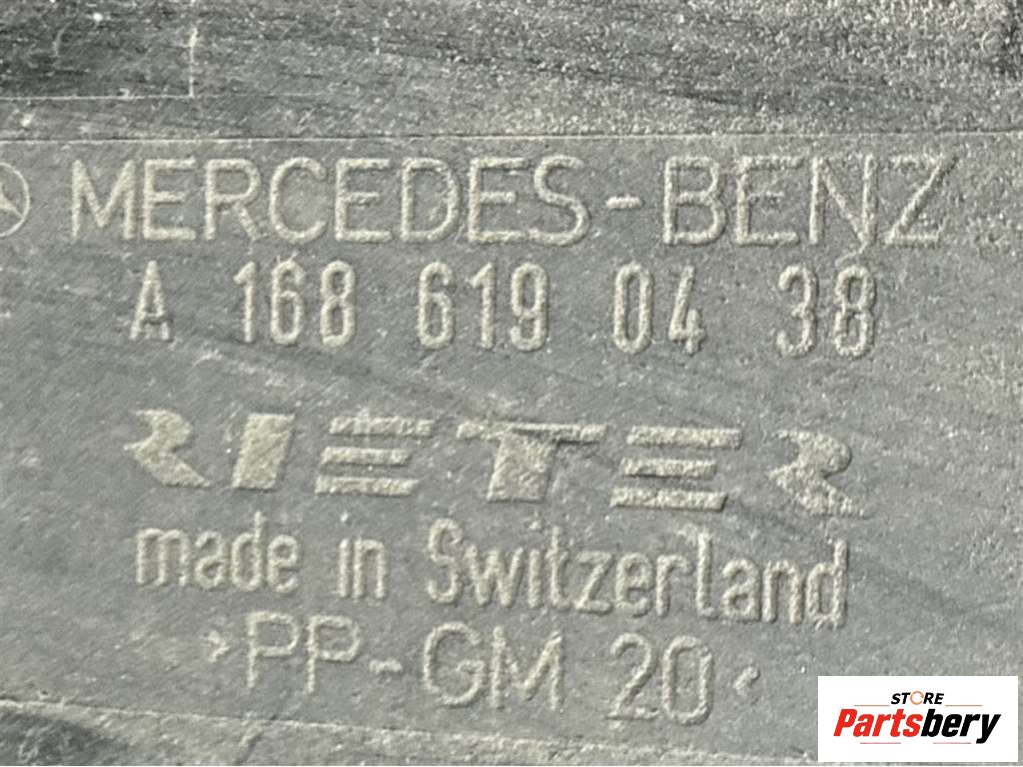 MERCEDES-BENZ
A 168 619 04 38
RIETER
made in Switzerland
>PP-GM 20<
STORE
Partsbery